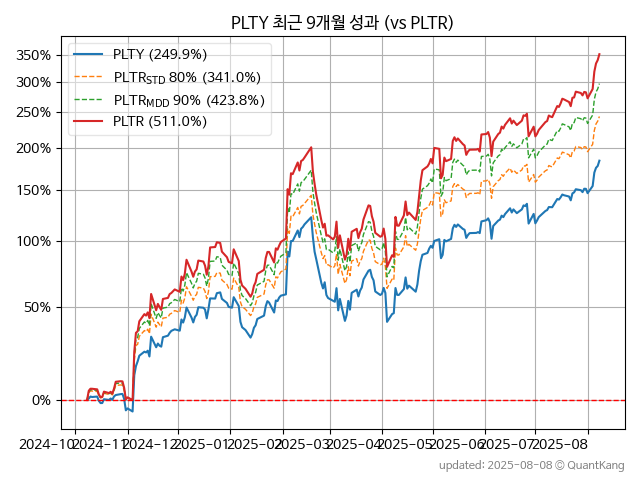 PLTY 최근 9개월 성과 (vs PLTR)
PLTY (249.9%)
PLTR_STD 80% (341.0%)
PLTR_MDD 90% (423.8%)
PLTR (511.0%)
350%
300%
250%
200%
150%
100%
50%
0%
2024-10 2024-11 2024-12 2025-01 2025-02 2025-03 2025-04 2025-05 2025-06 2025-07 2025-08
updated: 2025-08-08 © QuantKang